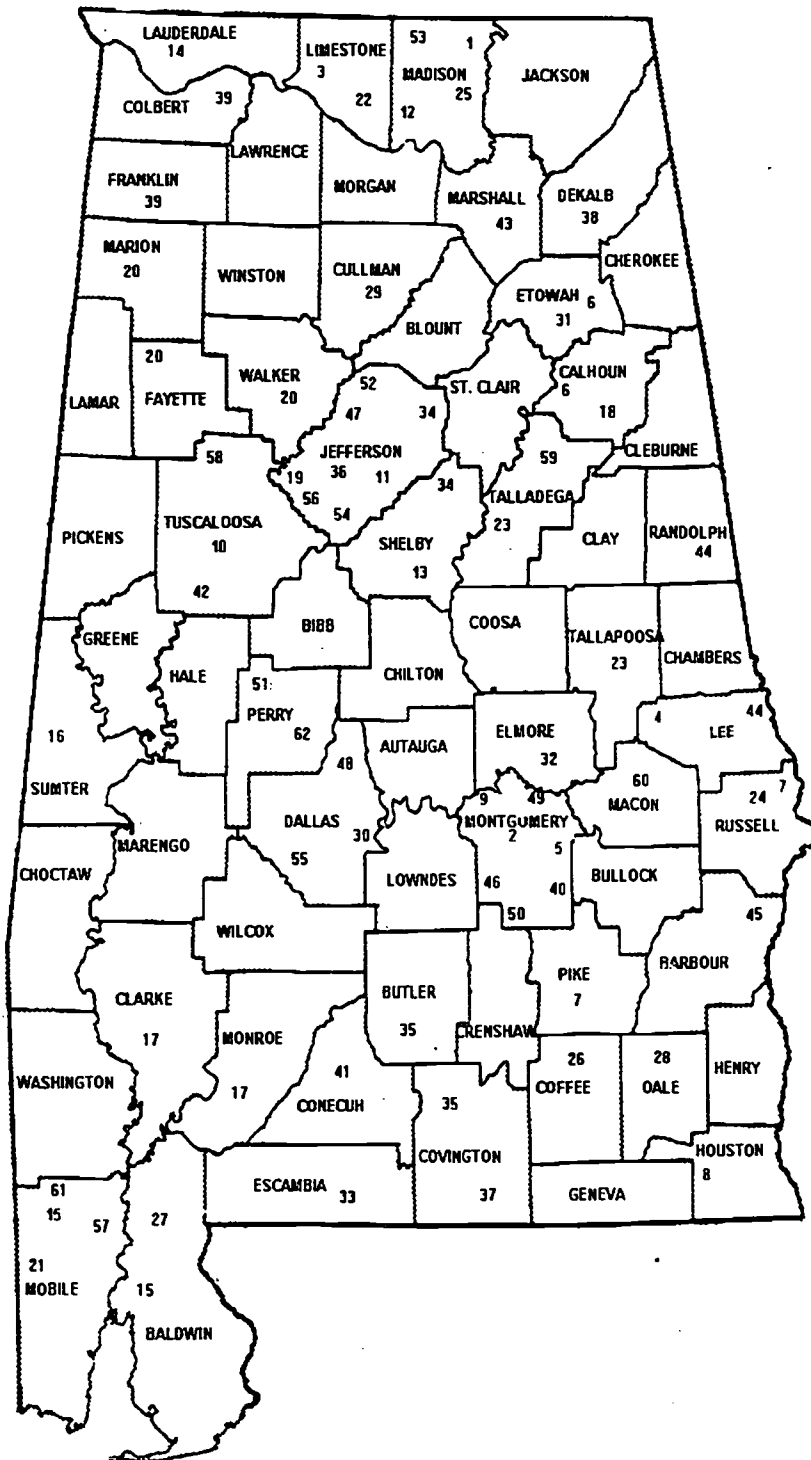 LAUDERDALE
14
LIMESTONE
3
22
53
1
MADISON
25
12
JACKSON
39
COLBERT
LAWRENCE
FRANKLIN
39
MORGAN
MARSHALL
43
DEKALB
38
MARION
20
WINSTON
CULLMAN
29
CHEROKEE
ETOWAH 6
31
BLOUNT
20
FAYETTE
LAMAR
WALKER
20
52
47
34
JEFFERSON
36
11
19
56
54
ST. CLAIR
CALHOUN
6
18
CLEBURNE
58
TUSCALOOSA
10
42
PICKENS
34
SHELBY
13
59
TALLADEGA
23
CLAY
RANDOLPH
44
GREENE
HALE
BIBB
CHILTON
COOSA
TALLAPOOSA
23
CHAMBERS
51
PERRY
62
16
SUMTER
48
AUTAUGA
ELMORE
32
4
44
LEE
60
MACON
7
24
RUSSELL
DALLAS
30
55
9
49
MONTGOMERY
2
5
46
40
50
MARENGO
CHOCTAW
LOWNDES
BULLOCK
WILCOX
45
BARBOUR
CLARKE
17
BUTLER
35
PIKE
7
MONROE
17
CRENSHAW
WASHINGTON
41
CONECUH
26
COFFEE
28
OALE
HENRY
35
COVINGTON
37
HOUSTON
8
ESCAMBIA
33
GENEVA
61
15
57
27
21
MOBILE
15
BALDWIN